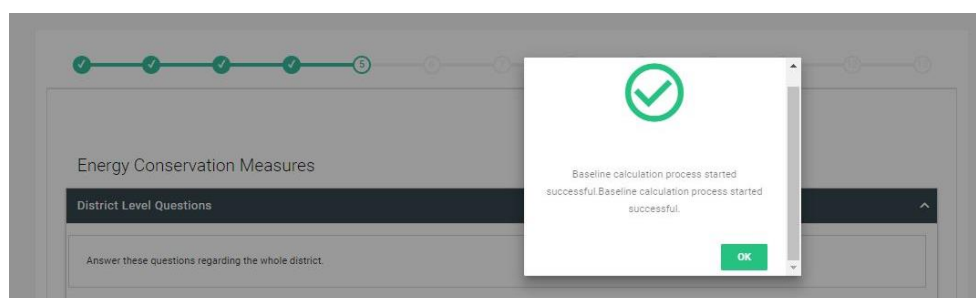 5
Energy Conservation Measures
District Level Questions
Answer these questions regarding the whole district.
Baseline calculation process started
successful.Baseline calculation process started
successful.
OK